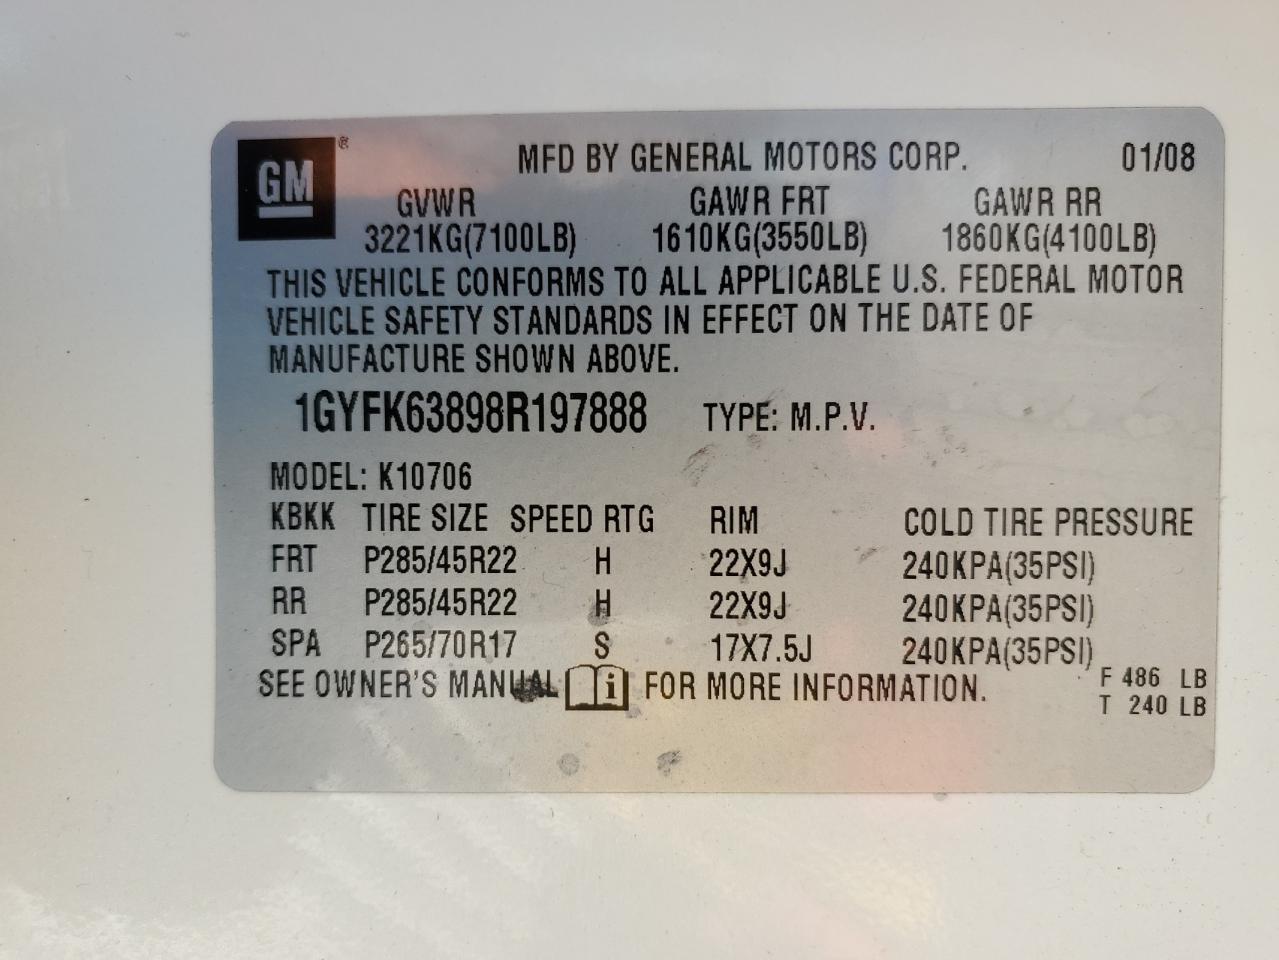 GM ® MFD BY GENERAL MOTORS CORP. 01/08
GVWR GAWR FRT GAWR RR
3221KG(7100LB) 1610KG(3550LB) 1860KG(4100LB)
THIS VEHICLE CONFORMS TO ALL APPLICABLE U.S. FEDERAL MOTOR
VEHICLE SAFETY STANDARDS IN EFFECT ON THE DATE OF
MANUFACTURE SHOWN ABOVE.
1GYFK63898R197888 TYPE: M.P.V.
MODEL: K10706
KBKK TIRE SIZE SPEED RTG RIM COLD TIRE PRESSURE
FRT P285/45R22 H 22X9J 240KPA(35PSI)
RR P285/45R22 H 22X9J 240KPA(35PSI)
SPA P265/70R17 S 17X7.5J 240KPA(35PSI)
SEE OWNER'S MANUAL i FOR MORE INFORMATION. F 486 LB
T 240 LB